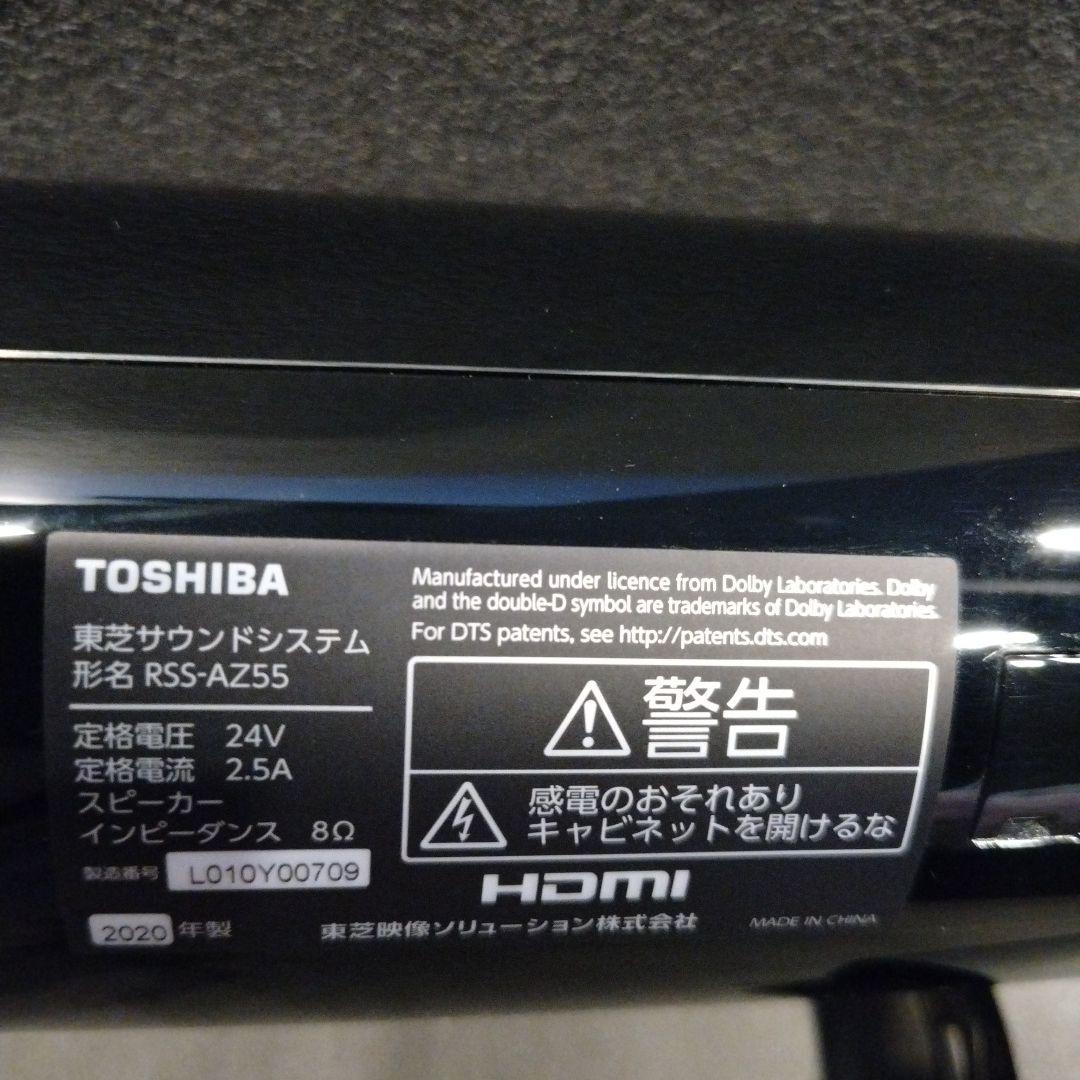 TOSHIBA
東芝サウンドシステム
形名 RSS-AZ55
定格電圧 24V
定格電流 2.5A
スピーカー
インピーダンス 8Ω
製造番号 L010Y00709
2020 年製
Manufactured under licence from Dolby Laboratories. Dolby
and the double-D symbol are trademarks of Dolby Laboratories.
For DTS patents, see http://patents.dts.com
警告
感電のおそれあり
キャビネットを開けるな
HDMI
東芝映像ソリューション株式会社
MADE IN CHINA